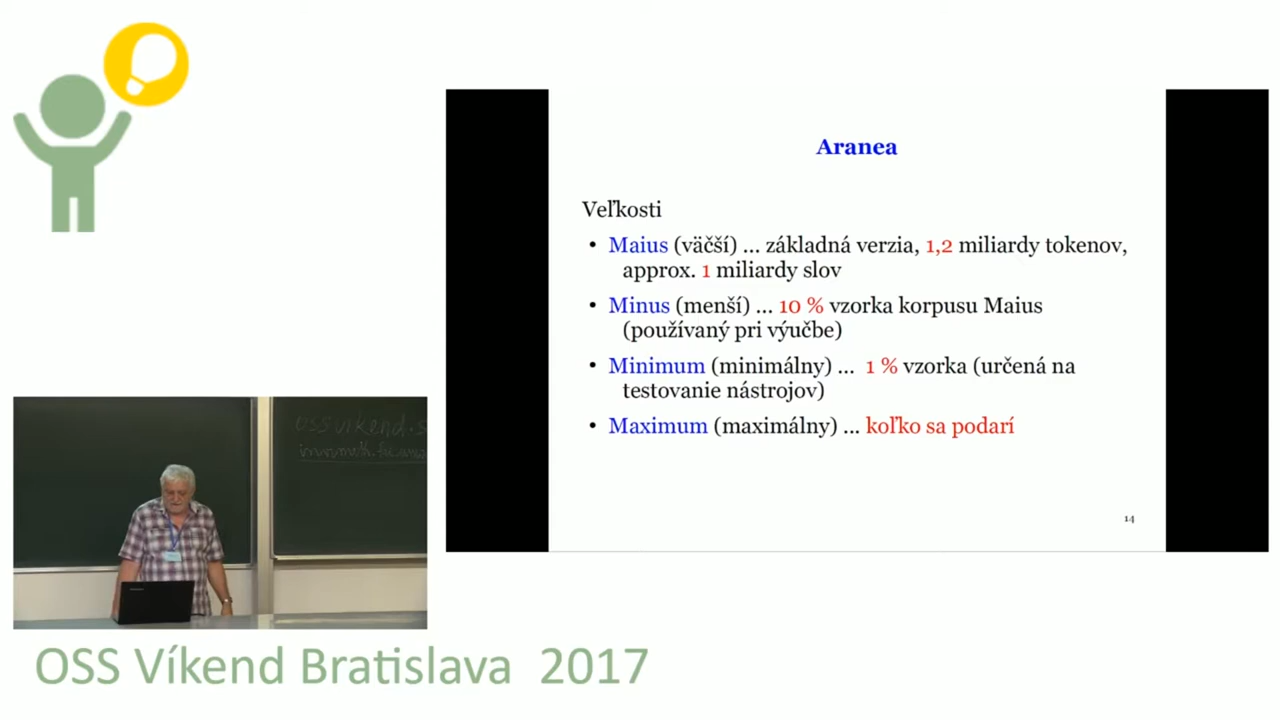 Aranea
Veľkosti
• Maius (väčší) ... základná verzia, 1,2 miliardy tokenov,
approx. 1 miliardy slov
• Minus (menší) ... 10 % vzorka korpusu Maius
(používaný pri výučbe)
• Minimum (minimálny) ... 1 % vzorka (určená na
testovanie nástrojov)
• Maximum (maximálny) ... koľko sa podarí
14
oss víkend.s
OSS Víkend Bratislava 2017